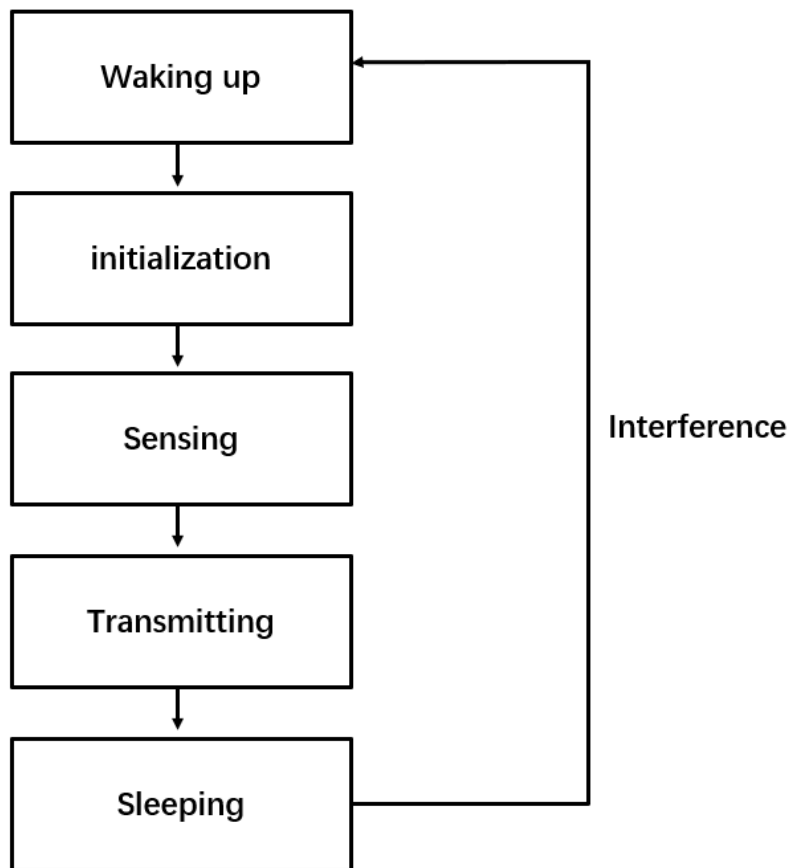 Waking up
initialization
Sensing
Interference
Transmitting
Sleeping